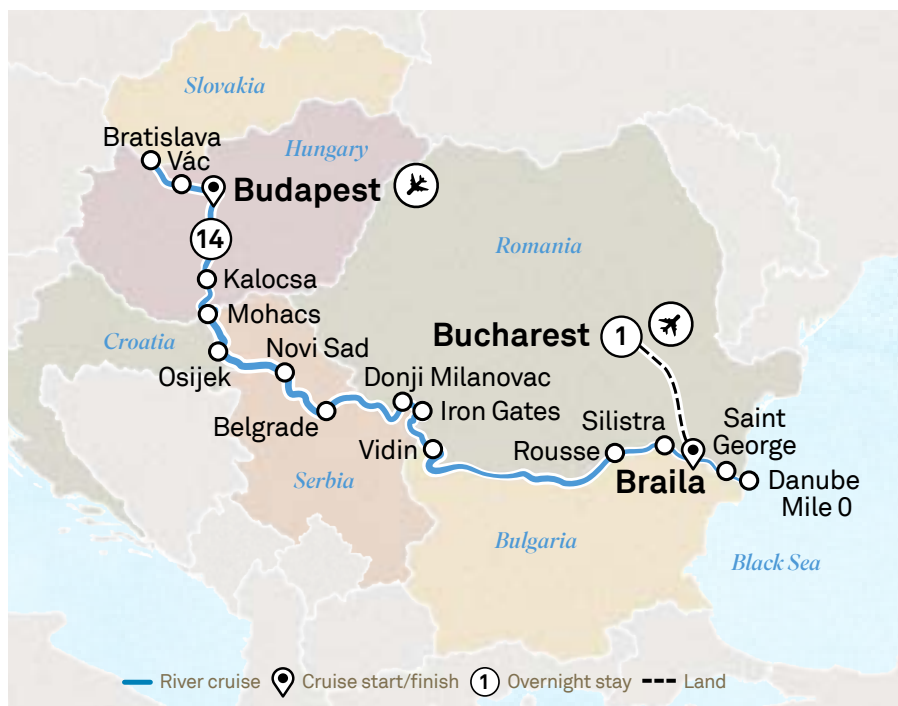 Slovakia
Bratislava
Vác
Hungary
Budapest
14
Romania
Kalocsa
Mohacs
Croatia
Novi Sad
Bucharest
1
Osijek
Donji Milanovac
Belgrade
Iron Gates
Silistra
Saint
George
Vidin
Rousse
Serbia
Braila
Danube
Mile 0
Bulgaria
Black Sea
River cruise
Cruise start/finish
1 Overnight stay
Land